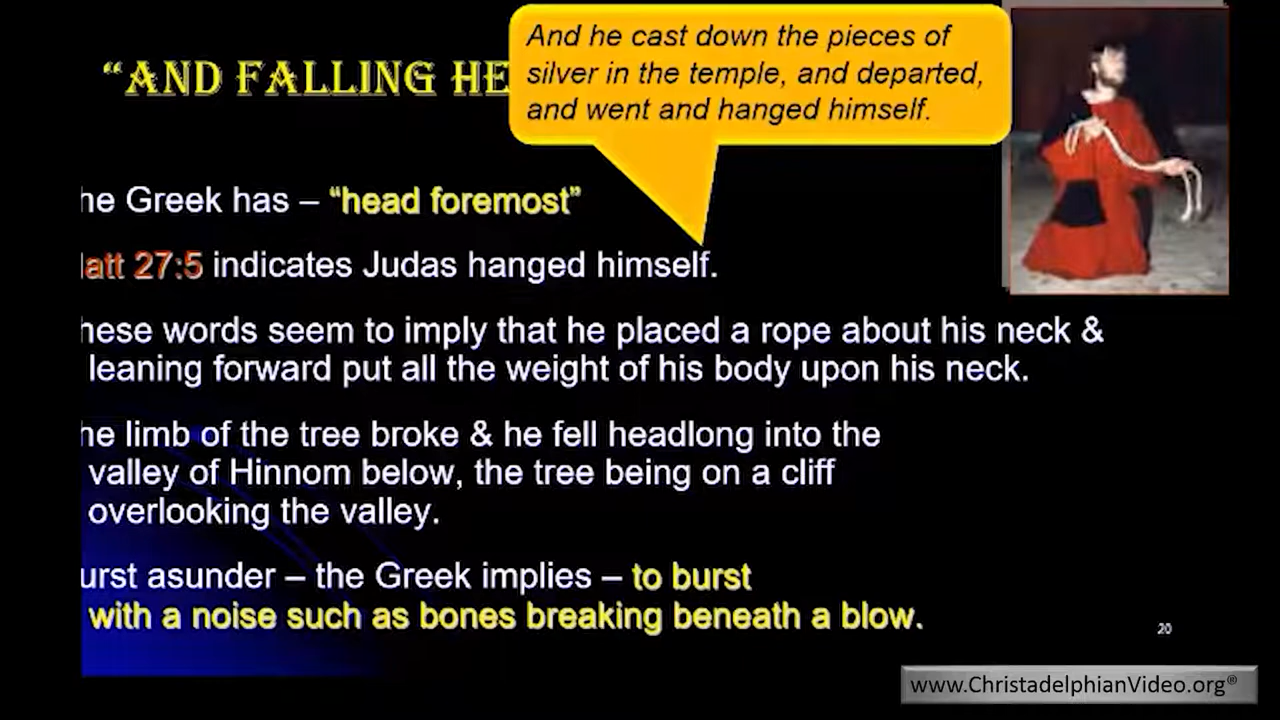 “AND FALLING HE
And he cast down the pieces of
silver in the temple, and departed,
and went and hanged himself.
he Greek has – “head foremost”
att 27:5 indicates Judas hanged himself.
hese words seem to imply that he placed a rope about his neck &
leaning forward put all the weight of his body upon his neck.
he limb of the tree broke & he fell headlong into the
valley of Hinnom below, the tree being on a cliff
overlooking the valley.
urst asunder – the Greek implies – to burst
with a noise such as bones breaking beneath a blow.
20
www.ChristadelphianVideo.org®